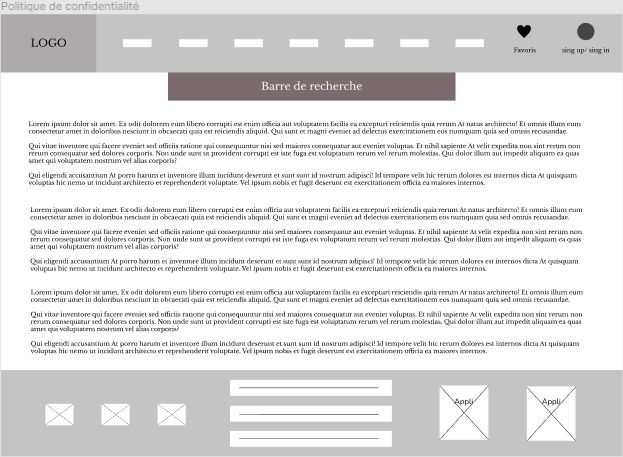 Politique de confidentialité
LOGO
Favoris
sing up/ sing in
Barre de recherche
Lorem ipsum dolor sit amet. Ex odit dolorem eum libero corrupti est enim officia aut voluptatem facilis ea excepturi reiciendis quia rerum At natus architecto! Et omnis illum eum
consectetur amet in doloribus nesciunt in obcaecati quia est reiciendis aliquid. Qui sunt et magni eveniet ad delectus exercitationem eos numquam quia sed omnis recusandae.
Qui vitae inventore qui facere eveniet sed officiis ratione qui consequuntur nisi sed maxime consectetur qui amet eveniet quo amet eveniet voluptas. Et nihil sapiente At velit expedita non sint rem non
rerum consequatur sed dolores corporis. Non unde sunt ut provident corrupti est iste fuga est voluptatum rerum vel rerum molestias. Qui dolor illum aut impedit aliquam ea quas
amet qui voluptatem nostrum vel alias corporis?
Qui eligendi accusantium At porro harum et inventore illum incidunt et sunt sunt id nostrum adipisci! Id tempore velit hic rerum dolores est internos At quisquam
architecto nemo ut incidunt architecto et reprehenderit voluptate. Vel ipsum nobis et fugit deserunt est exercitationem officia ea maiores internos.
Lorem ipsum dolor sit amet. Ex odit dolorem eum libero corrupti est enim officia aut voluptatem facilis ea excepturi reiciendis quia rerum At natus architecto! Et omnis illum eum
consectetur amet in doloribus nesciunt in obcaecati quia est reiciendis aliquid. Qui sunt et magni eveniet ad delectus exercitationem eos numquam quia sed omnis recusandae.
Qui vitae inventore qui facere eveniet sed officiis ratione qui consequuntur nisi sed maxime consectetur qui amet eveniet voluptas. Et nihil sapiente At velit expedita non sint rem non
rerum consequatur sed dolores corporis. Non unde sunt ut provident corrupti est iste fuga est voluptatum rerum vel rerum molestias. Qui dolor illum aut impedit aliquam ea quas
amet qui voluptatem nostrum vel alias corporis?
Qui eligendi accusantium At porro harum et inventore illum incidunt et sunt sunt id nostrum adipisci! Id tempore velit hic rerum dolores est internos At quisquam
architecto nemo ut incidunt architecto et reprehenderit voluptate. Vel ipsum nobis et fugit deserunt est exercitationem officia ea maiores internos.
Lorem ipsum dolor sit amet. Ex odit dolorem eum libero corrupti est enim officia aut voluptatem facilis ea excepturi reiciendis quia rerum At natus architecto! Et omnis illum eum
consectetur amet in doloribus nesciunt in obcaecati quia est reiciendis aliquid. Qui sunt et magni eveniet ad delectus exercitationem eos numquam quia sed omnis recusandae.
Qui vitae inventore qui facere eveniet sed officiis ratione qui consequuntur nisi sed maxime consectetur qui amet eveniet voluptas. Et nihil sapiente At velit expedita non sint rem non
rerum consequatur sed dolores corporis. Non unde sunt ut provident corrupti est iste fuga est voluptatum rerum vel rerum molestias. Qui dolor illum aut impedit aliquam ea quas
amet qui voluptatem nostrum vel alias corporis?
Qui eligendi accusantium At porro harum et inventore illum incidunt et sunt sunt id nostrum adipisci! Id tempore velit hic rerum dolores est internos At quisquam
architecto nemo ut incidunt architecto et reprehenderit voluptate. Vel ipsum nobis et fugit deserunt est exercitationem officia ea maiores internos.
Appli
Appli